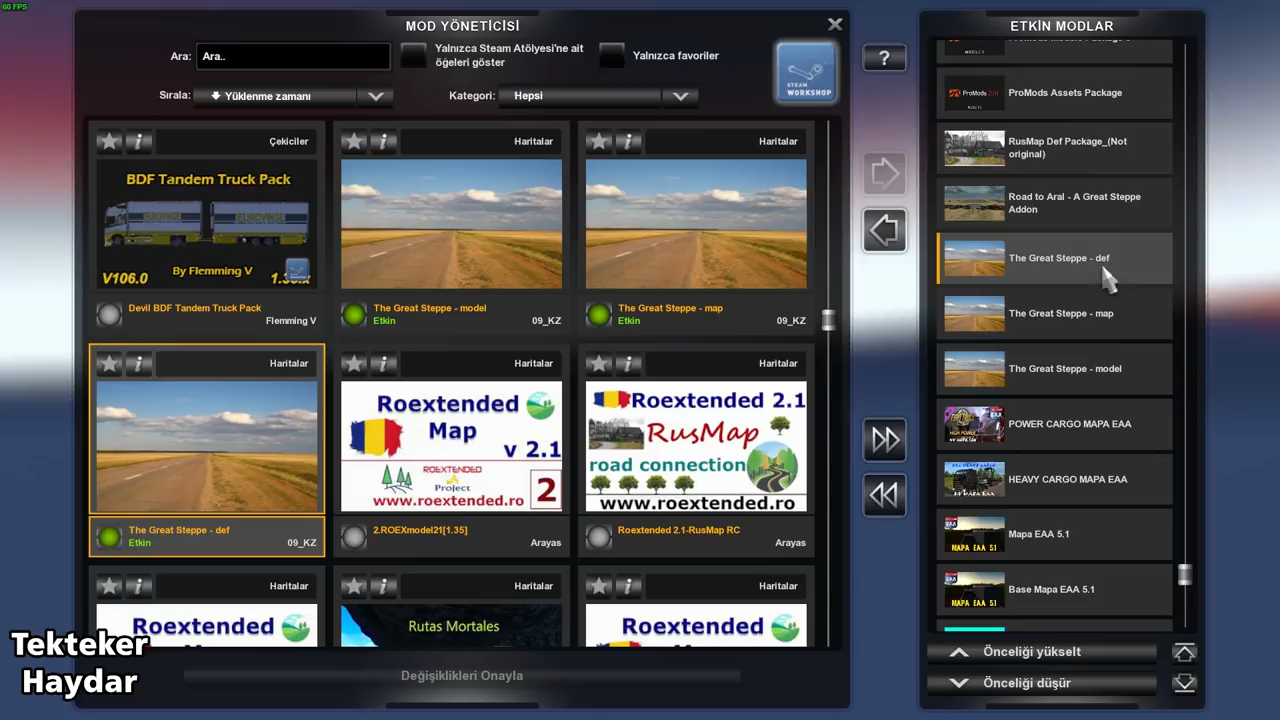 60 FPS
MOD YÖNETİCİSİ
Ara:
Ara..
Yalnızca Steam Atölyesi'ne ait
öğeleri göster
Yalnızca favoriler
STEAM
WORKSHOP
?
Sırala:
Yüklenme zamanı
Kategori:
Hepsi
i
Çekiciler
BDF Tandem Truck Pack
V106.0
By Flemming V
Devil BDF Tandem Truck Pack
Flemming V
i
Haritalar
The Great Steppe - model
Etkin
09_KZ
i
Haritalar
The Great Steppe - map
Etkin
09_KZ
i
Haritalar
The Great Steppe - def
Etkin
09_KZ
i
Haritalar
Roextended
Map
v 2.1
ROEXTENDED
Project
www.roextended.ro
2
2.ROEXmodel21[1.35]
Arayas
i
Haritalar
Roextended 2.1
RusMap
road connection
www.roextended.ro
Roextended 2.1-RusMap RC
Arayas
i
Haritalar
Roextended
i
Haritalar
Rutas Mortales
i
Haritalar
Roextended
Değişiklikleri Onayla
ETKİN MODLAR
ProMods Assets Package
RusMap Def Package_(Not
original)
Road to Aral - A Great Steppe
Addon
The Great Steppe - def
The Great Steppe - map
The Great Steppe - model
POWER CARGO MAPA EAA
HEAVY CARGO MAPA EAA
MAPA EAA 51
Mapa EAA 5.1
MAPA EAA 51
Base Mapa EAA 5.1
Önceliği yükselt
Önceliği düşür
Tekteker
Haydar